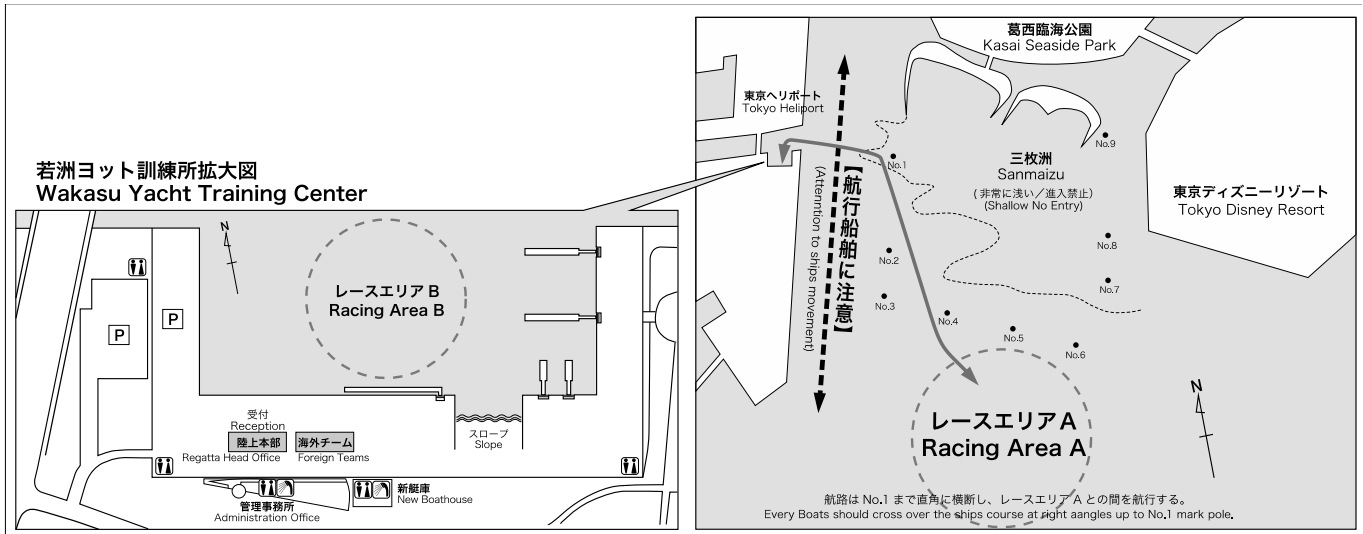 若洲ヨット訓練所拡大図
Wakasu Yacht Training Center
N
レースエリア B
Racing Area B
P
P
受付
Reception
陸上本部
海外チーム
Regatta Head Office
Foreign Teams
スロープ
Slope
管理事務所
Administration Office
新艇庫
New Boathouse
葛西臨海公園
Kasai Seaside Park
東京ヘリポート
Tokyo Heliport
三枚洲
Sanmaizu
(非常に浅い／進入禁止)
(Shallow No Entry)
東京ディズニーリゾート
Tokyo Disney Resort
【航行船舶に注意】
(Attenntion to ships movement)
No.1
No.2
No.3
No.4
No.5
No.6
No.7
No.8
No.9
N
レースエリア A
Racing Area A
航路は No.1 まで直角に横断し、レースエリア A との間を航行する。
Every Boats should cross over the ships course at right aangles up to No.1 mark pole.